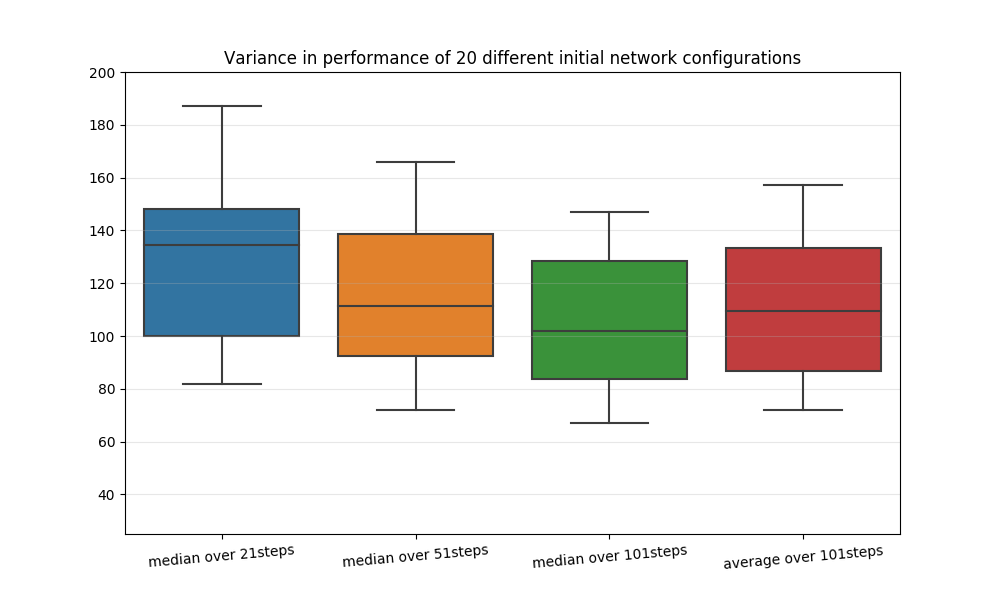 Variance in performance of 20 different initial network configurations
200
180
160
140
120
100
80
60
40
median over 21steps
median over 51steps
median over 101steps
average over 101steps